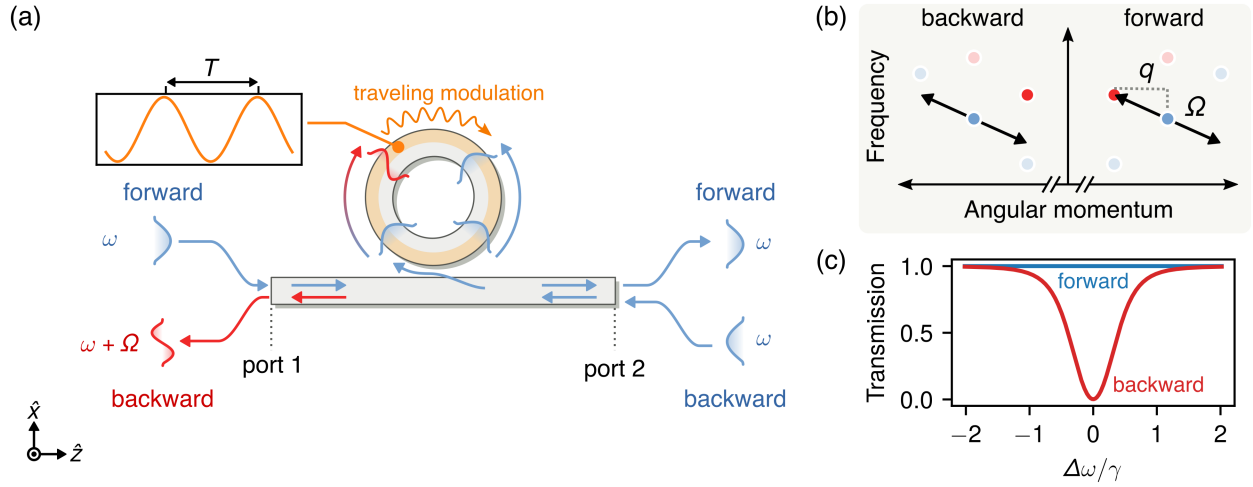 (a)
T
traveling modulation
forward
ω
ω + Ω
backward
port 1
port 2
forward
ω
ω
backward
x̂
ẑ
(b)
backward
forward
Frequency
q
Ω
Angular momentum
(c)
Transmission
1.0
0.5
0.0
forward
backward
−2
−1
0
1
2
Δω/γ